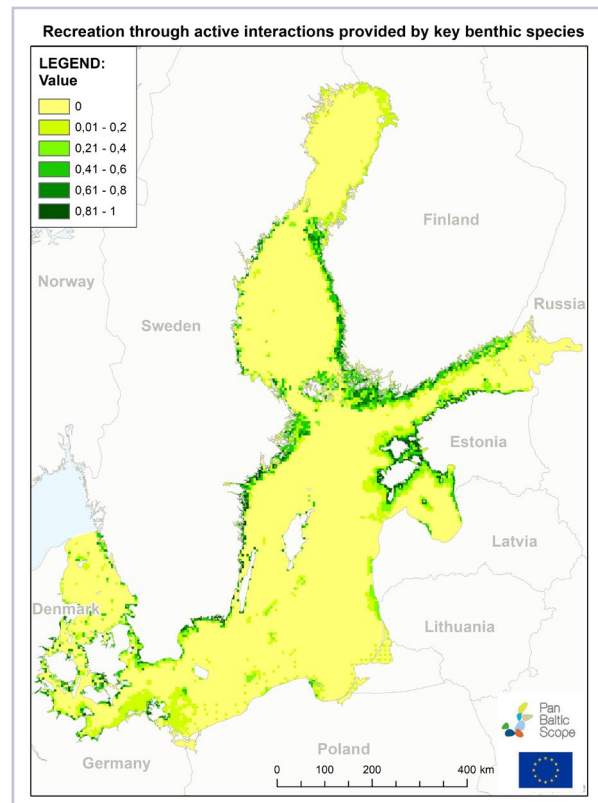 Recreation through active interactions provided by key benthic species
LEGEND:
Value
0
0,01 - 0,2
0,21 - 0,4
0,41 - 0,6
0,61 - 0,8
0,81 - 1
Finland
Norway
Russia
Sweden
Estonia
Latvia
Denmark
Lithuania
Pan
Baltic
Scope
Poland
Germany
0 100 200 400 km